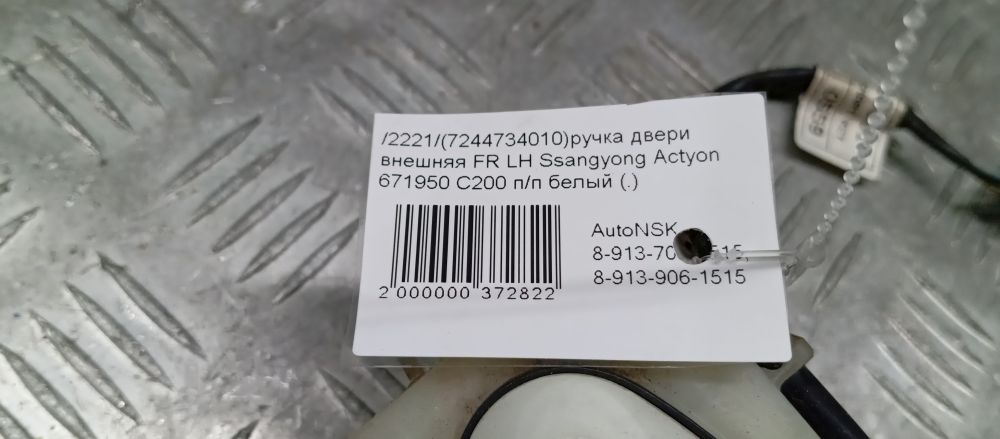 /2221/(7244734010)ручка двери
внешняя FR LH Ssangyong Actyon
671950 C200 п/п белый (.)
AutoNSK
8-913-906-1515
2 000000 372822